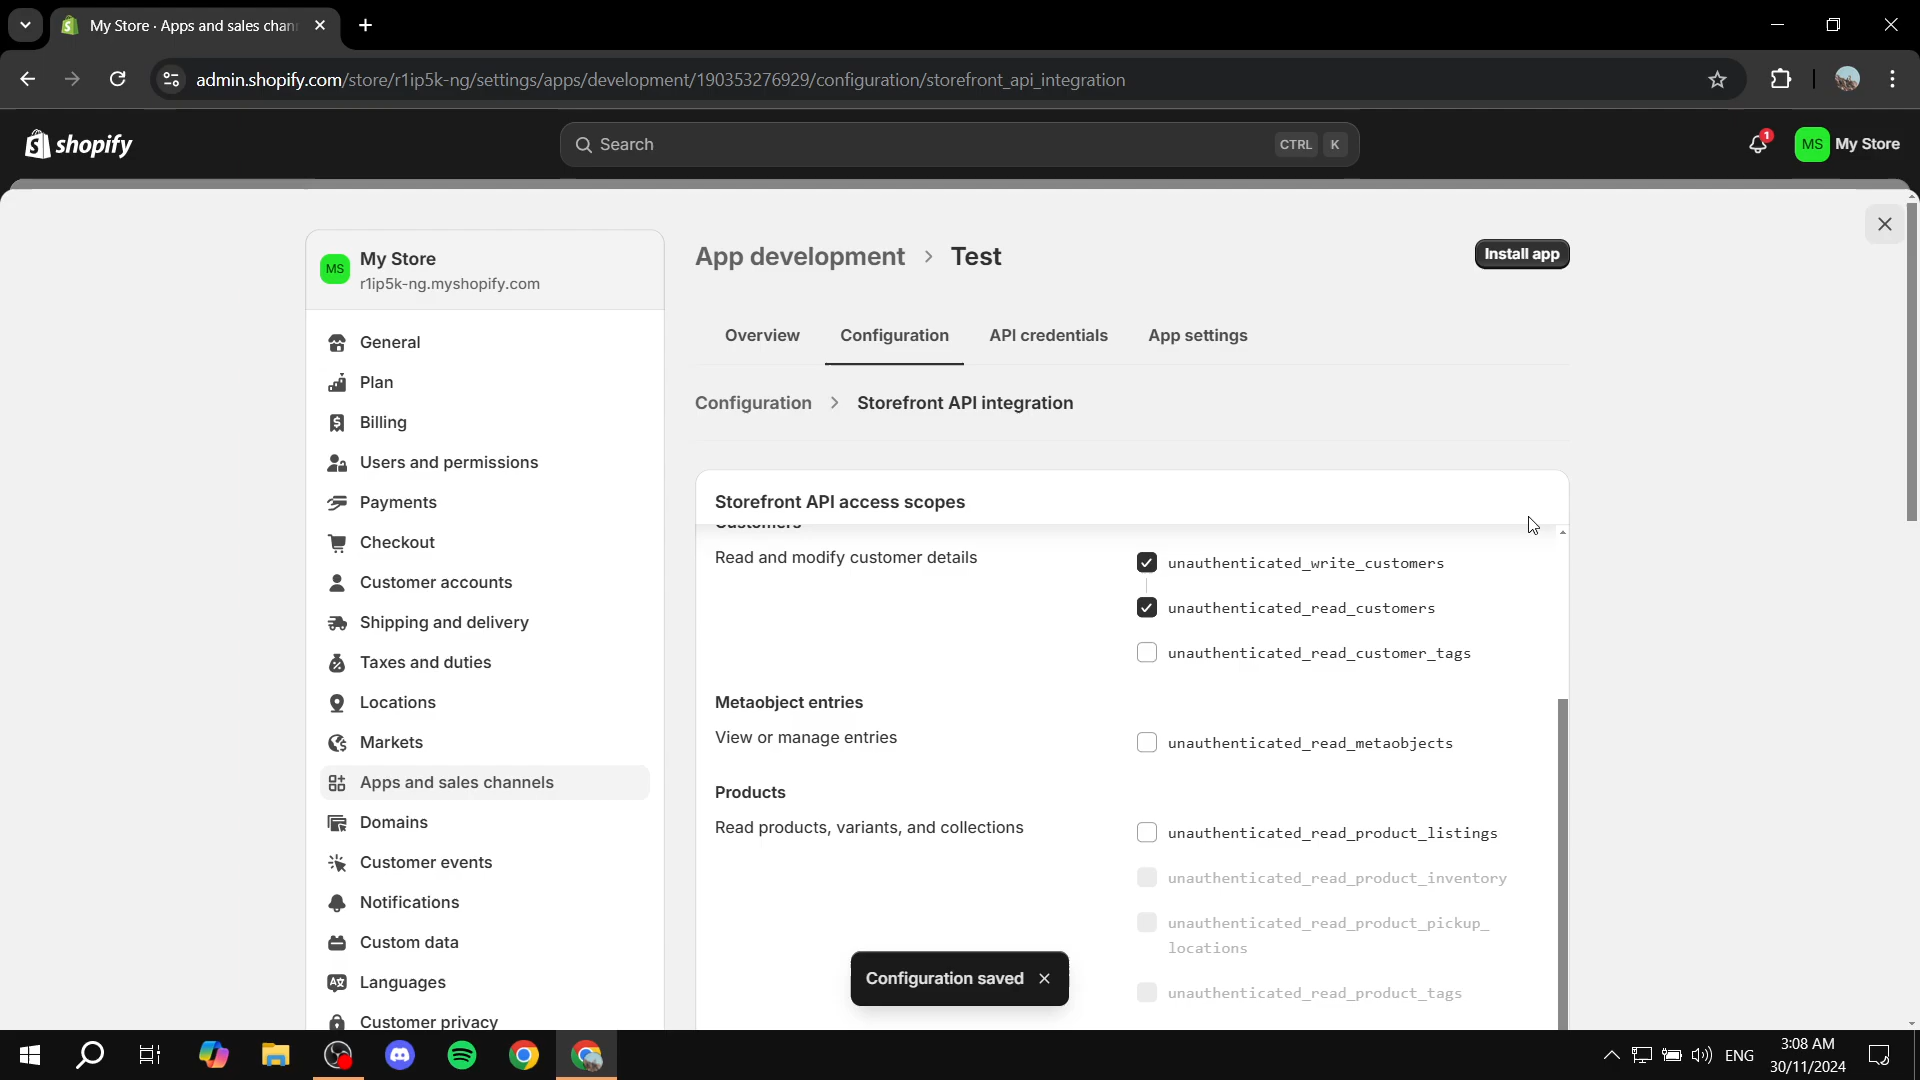 My Store · Apps and sales chan
admin.shopify.com/store/r1ip5k-ng/settings/apps/development/190353276929/configuration/storefront_api_integration
shopify
Search
CTRL K
1
MS My Store
MS
My Store
r1ip5k-ng.myshopify.com
General
Plan
Billing
Users and permissions
Payments
Checkout
Customer accounts
Shipping and delivery
Taxes and duties
Locations
Markets
Apps and sales channels
Domains
Customer events
Notifications
Custom data
Languages
Customer privacy
App development > Test
Install app
Overview Configuration API credentials App settings
Configuration > Storefront API integration
Storefront API access scopes
Customers
Read and modify customer details
unauthenticated_write_customers
unauthenticated_read_customers
unauthenticated_read_customer_tags
Metaobject entries
View or manage entries
unauthenticated_read_metaobjects
Products
Read products, variants, and collections
unauthenticated_read_product_listings
unauthenticated_read_product_inventory
unauthenticated_read_product_pickup_
locations
unauthenticated_read_product_tags
Configuration saved
ENG
3:08 AM
30/11/2024